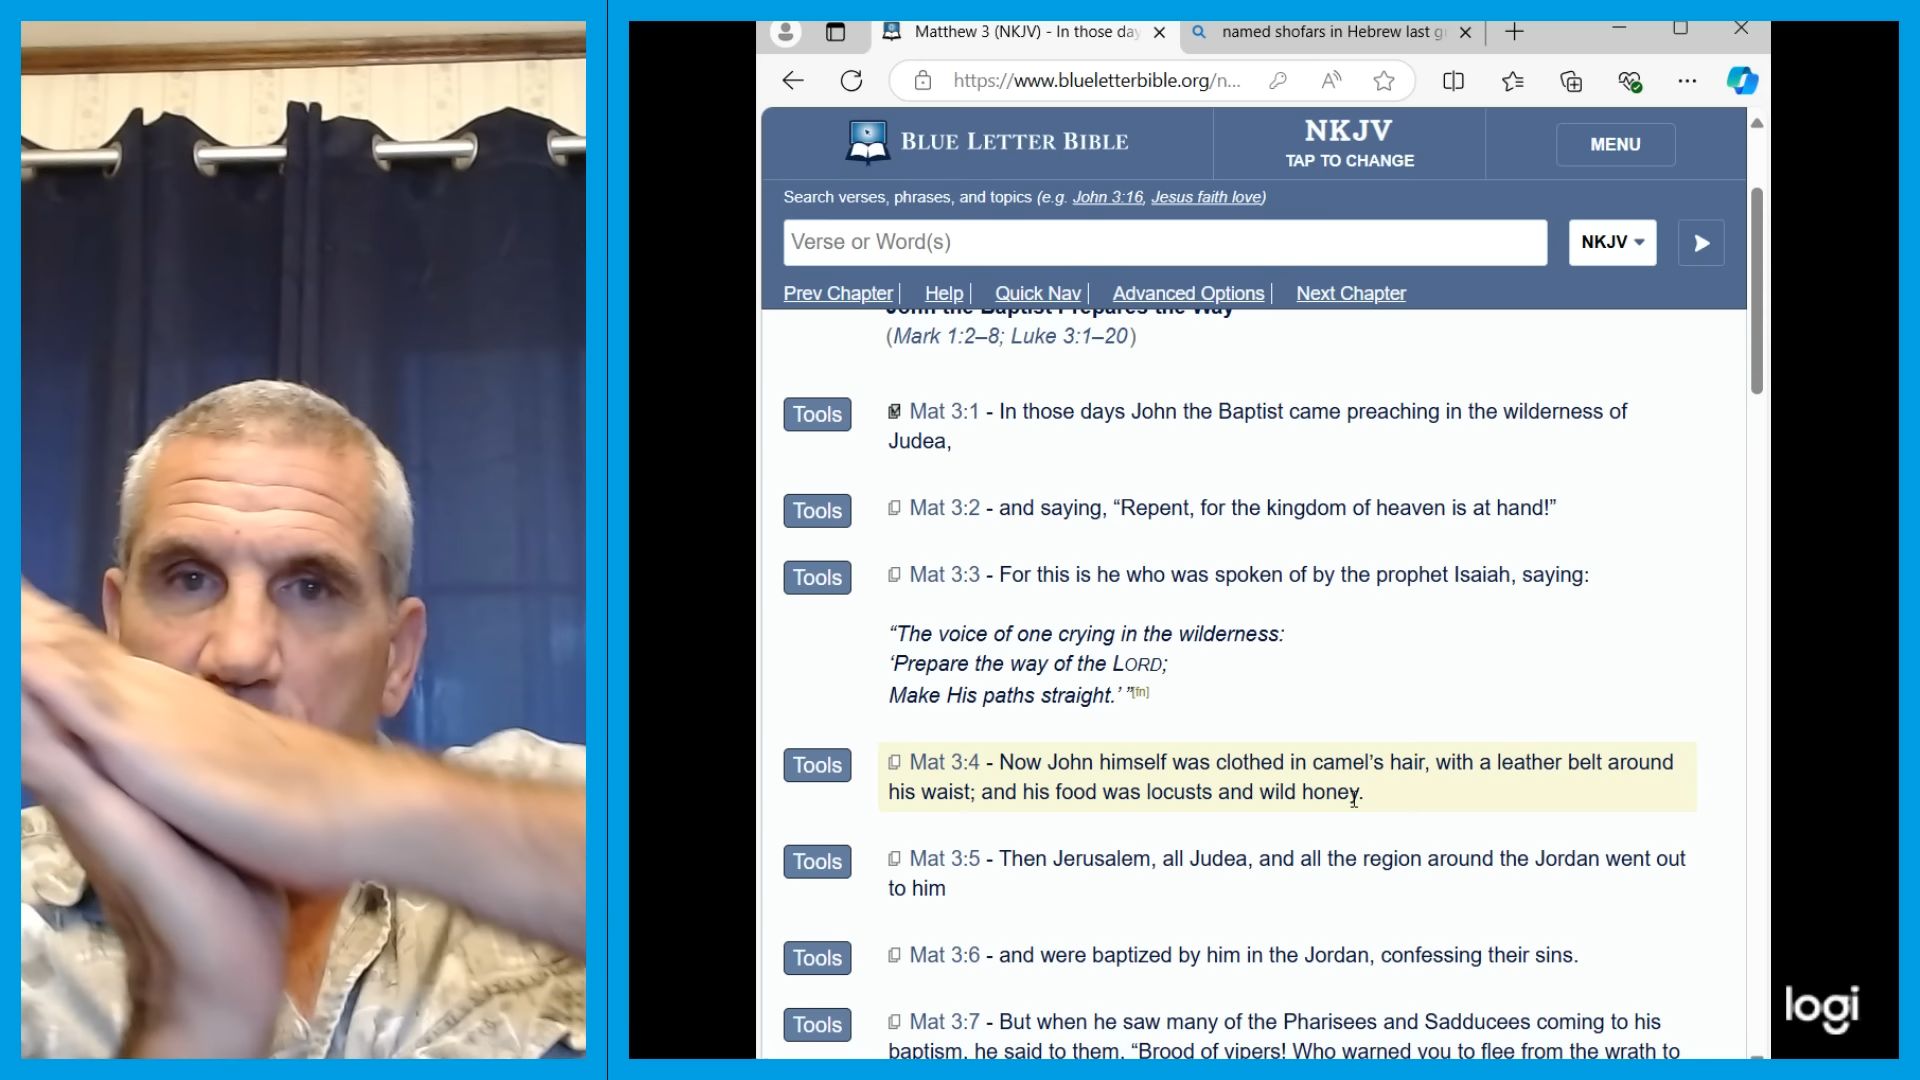 Matthew 3 (NKJV) - In those da
named shofars in Hebrew last g
https://www.blueletterbible.org/n...
BLUE LETTER BIBLE
NKJV
TAP TO CHANGE
MENU
Search verses, phrases, and topics (e.g. John 3:16, Jesus faith love)
Verse or Word(s)
NKJV
Prev Chapter
Help
Quick Nav
Advanced Options
Next Chapter
John the Baptist Prepares the Way
(Mark 1:2–8; Luke 3:1–20)
Tools
Mat 3:1 - In those days John the Baptist came preaching in the wilderness of
Judea,
Tools
Mat 3:2 - and saying, “Repent, for the kingdom of heaven is at hand!”
Tools
Mat 3:3 - For this is he who was spoken of by the prophet Isaiah, saying:
“The voice of one crying in the wilderness:
‘Prepare the way of the LORD;
Make His paths straight.’ ”[fn]
Tools
Mat 3:4 - Now John himself was clothed in camel’s hair, with a leather belt around
his waist; and his food was locusts and wild honey.
Tools
Mat 3:5 - Then Jerusalem, all Judea, and all the region around the Jordan went out
to him
Tools
Mat 3:6 - and were baptized by him in the Jordan, confessing their sins.
Tools
Mat 3:7 - But when he saw many of the Pharisees and Sadducees coming to his
baptism, he said to them, “Brood of vipers! Who warned you to flee from the wrath to
logi